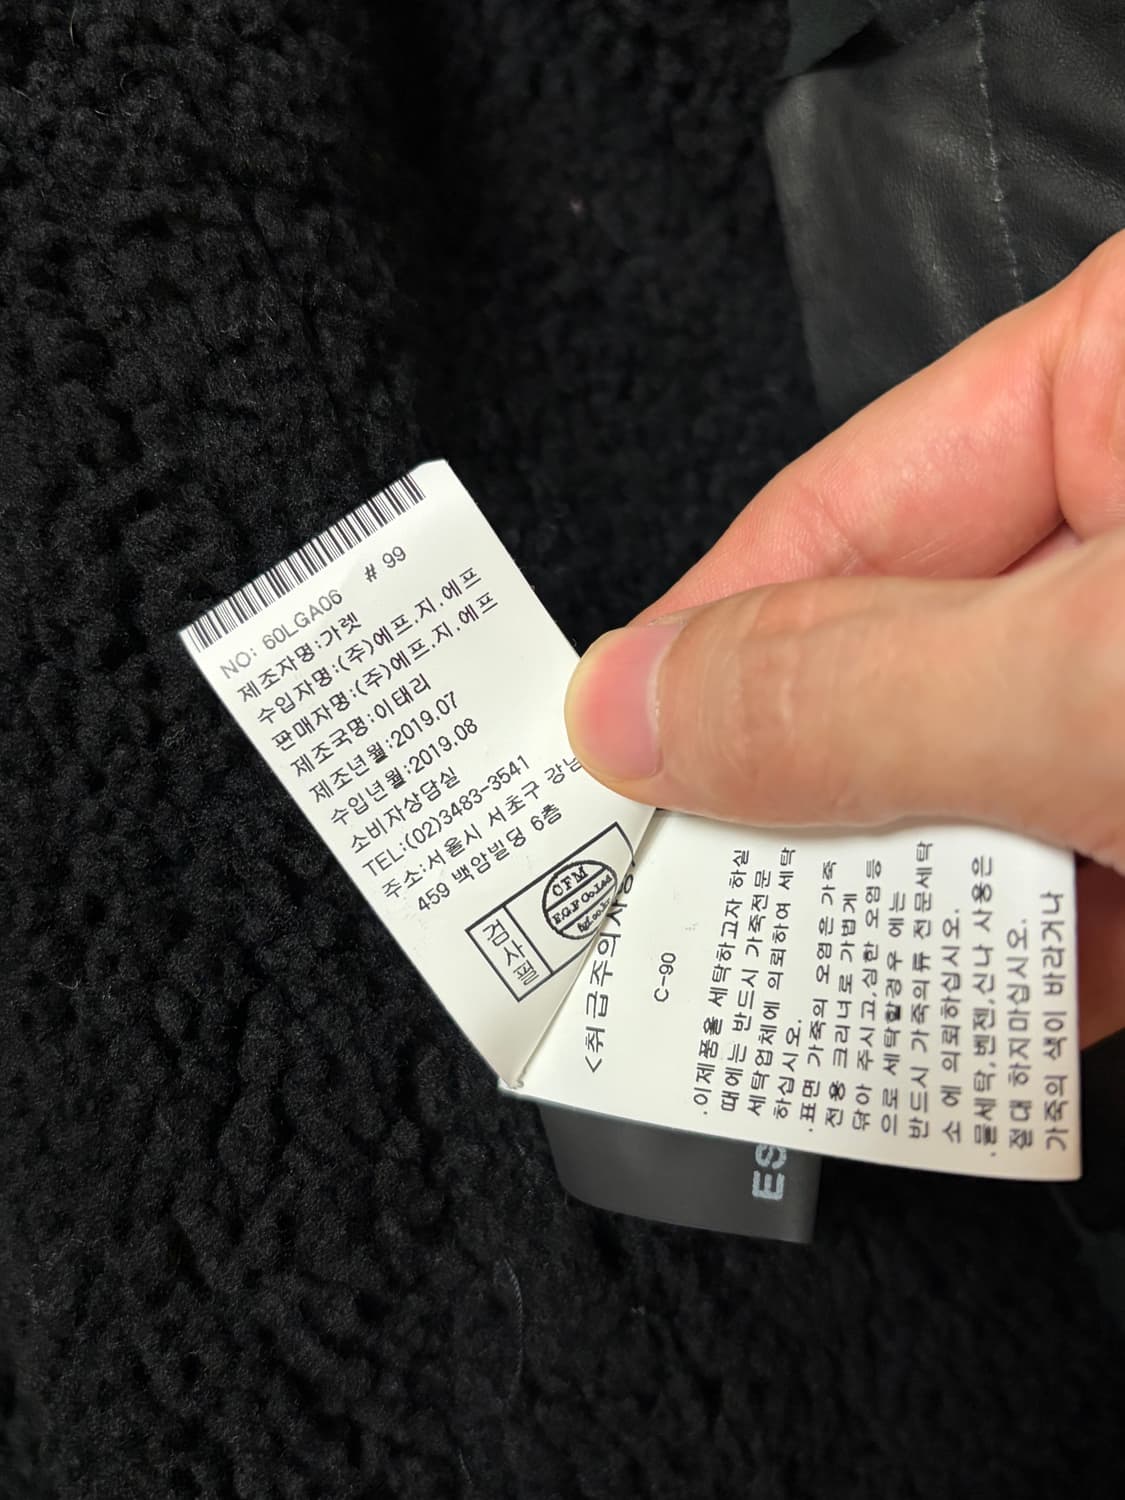 # 99
NO: 60LGA06
제조자명:가렛
수입자명:(주)에프.지.에프
판매자명:(주)에프.지.에프
제조국명:이태리
제조년월:2019.07
수입년월:2019.08
소비자상담실
TEL:(02)3483-3541
주소:서울시 서초구
459 백암빌딩 6층
검사필
CFM
F.G.F Co.Ltd
<취급주의사항
C-90
.이제품을 세탁하고자 하실
때에는 반드시 가죽전문
세탁업체에 의뢰하여 세탁
하십시오.
.표면 가죽의 오염은 가죽
전용 크리너로 가볍게
닦아 주시고,심한 오염등
으로 세탁할경우 에는
반드시 가죽의류 전문세탁
소 에 의뢰하십시오.
.물세탁,벤젠,신나 사용은
절대 하지마십시오.
가죽의 색이 바라거나
ES